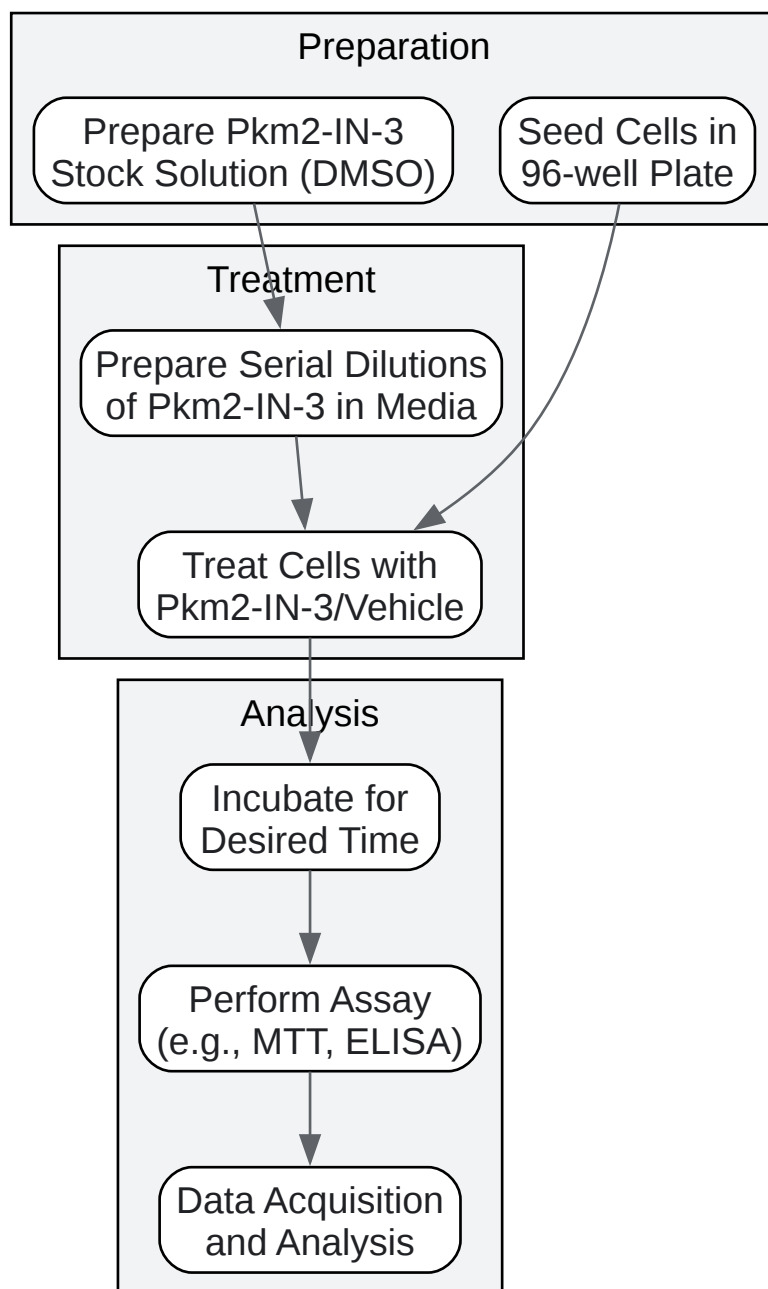 Preparation
Prepare Pkm2-IN-3
Stock Solution (DMSO)
Seed Cells in
96-well Plate
Treatment
Prepare Serial Dilutions
of Pkm2-IN-3 in Media
Treat Cells with
Pkm2-IN-3/Vehicle
Analysis
Incubate for
Desired Time
Perform Assay
(e.g., MTT, ELISA)
Data Acquisition
and Analysis